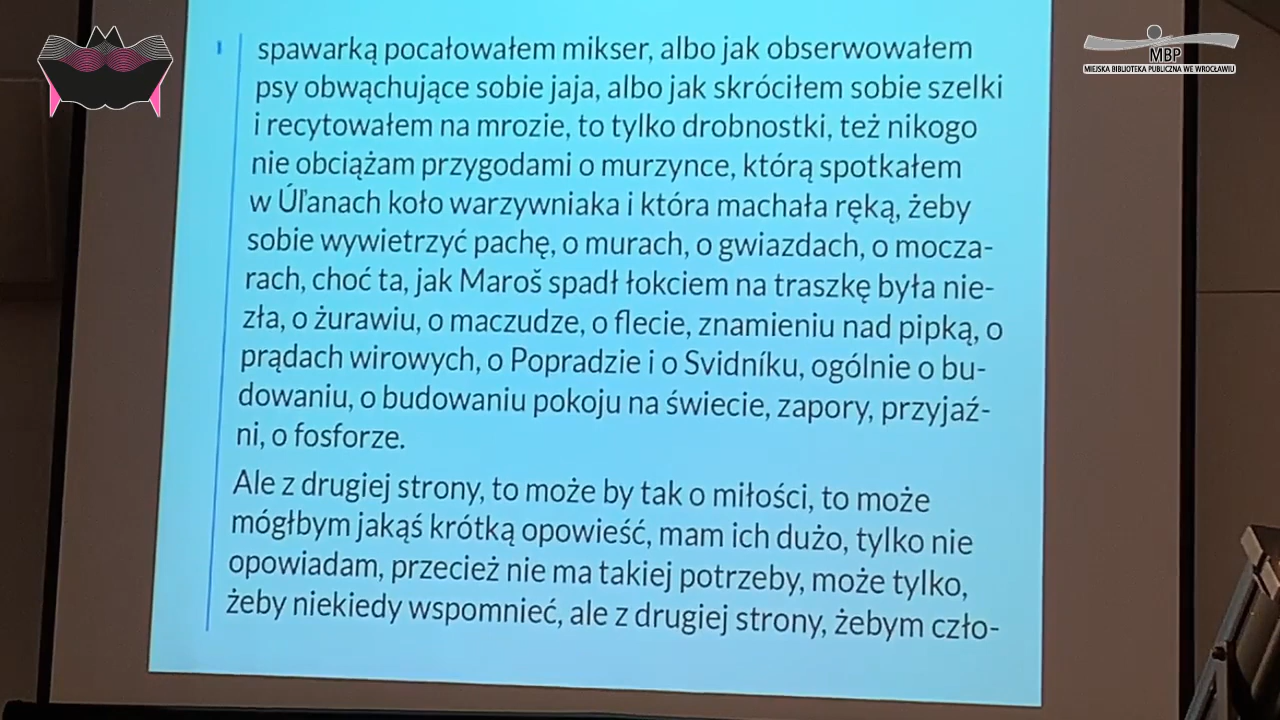 MBP
MIEJSKA BIBLIOTEKA PUBLICZNA WE WROCŁAWIU
spawarką pocałowałem mikser, albo jak obserwowałem
psy obwąchujące sobie jaja, albo jak skróciłem sobie szelki
i recytowałem na mrozie, to tylko drobnostki, też nikogo
nie obciążam przygodami o murzynce, którą spotkałem
w Úľanach koło warzywniaka i która machała ręką, żeby
sobie wywietrzyć pachę, o murach, o gwiazdach, o mocza-
rach, choć ta, jak Maroš spadł łokciem na traszkę była nie-
zła, o żurawiu, o maczudze, o flecie, znamieniu nad pipką, o
prądach wirowych, o Popradzie i o Svidníku, ogólnie o bu-
dowaniu, o budowaniu pokoju na świecie, zapory, przyjaź-
ni, o fosforze.
Ale z drugiej strony, to może by tak o miłości, to może
mógłbym jakąś krótką opowieść, mam ich dużo, tylko nie
opowiadam, przecież nie ma takiej potrzeby, może tylko,
żeby niekiedy wspomnieć, ale z drugiej strony, żebym czło-